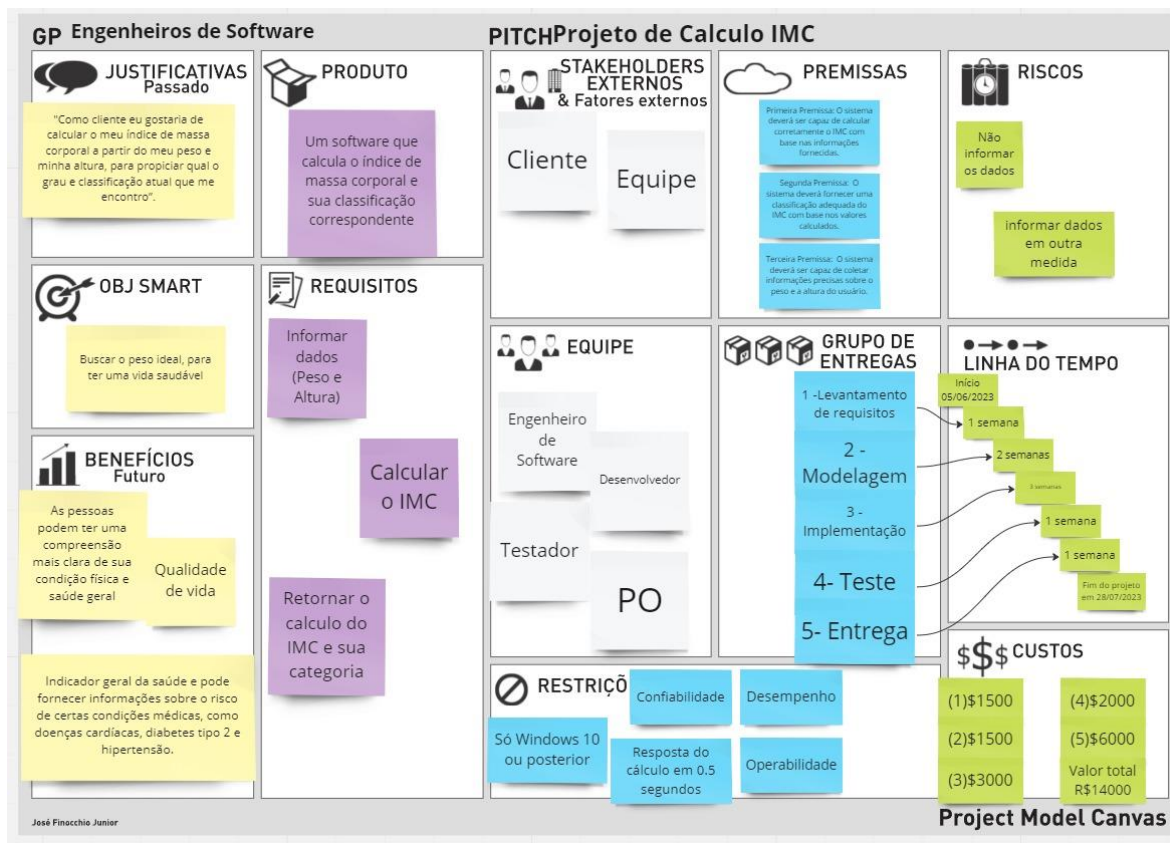 GP Engenheiros de Software
PITCH Projeto de Calculo IMC
JUSTIFICATIVAS
Passado
"Como cliente eu gostaria de
calcular o meu índice de massa
corporal a partir do meu peso e
minha altura, para propiciar qual o
grau e classificação atual que me
encontro".
PRODUTO
Um software que
calcula o índice de
massa corporal e
sua classificação
correspondente
STAKEHOLDERS
EXTERNOS
& Fatores externos
Cliente
Equipe
PREMISSAS
Primeira Premissa: O sistema
deverá ser capaz de calcular
corretamente o IMC com
base nas informações
fornecidas.
Segunda Premissa: O
sistema deverá fornecer uma
classificação adequada do
IMC com base nos valores
calculados.
Terceira Premissa: O sistema
deverá ser capaz de coletar
informações precisas sobre o
peso e a altura do usuário.
RISCOS
Não
informar
os dados
informar dados
em outra
medida
OBJ SMART
Buscar o peso ideal, para
ter uma vida saudável
REQUISITOS
Informar
dados
(Peso e
Altura)
Calcular
o IMC
Retornar o
calculo do
IMC e sua
categoria
BENEFÍCIOS
Futuro
As pessoas
podem ter uma
compreensão
mais clara de sua
condição física e
saúde geral
Qualidade
de vida
Indicador geral da saúde e pode
fornecer informações sobre o risco
de certas condições médicas, como
doenças cardíacas, diabetes tipo 2 e
hipertensão.
EQUIPE
Engenheiro
de
Software
Desenvolvedor
Testador
PO
GRUPO DE
ENTREGAS
1 -Levantamento
de requisitos
2 -
Modelagem
3 -
Implementação
4- Teste
5- Entrega
LINHA DO TEMPO
Início
05/06/2023
1 semana
2 semanas
3 semanas
1 semana
1 semana
Fim do projeto
em 28/07/2023
RESTRIÇÕ
Confiabilidade
Desempenho
Só Windows 10
ou posterior
Resposta do
cálculo em 0.5
segundos
Operabilidade
$$$ CUSTOS
(1)$1500
(4)$2000
(2)$1500
(5)$6000
(3)$3000
Valor total
R$14000
José Finocchio Junior
Project Model Canvas